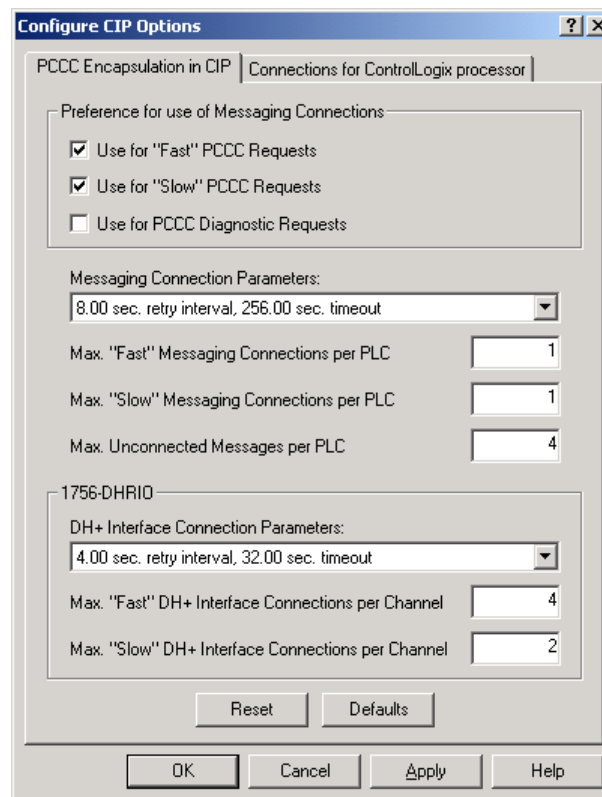 Configure CIP Options
PCCC Encapsulation in CIP
Connections for ControlLogix processor
Preference for use of Messaging Connections
Use for "Fast" PCCC Requests
Use for "Slow" PCCC Requests
Use for PCCC Diagnostic Requests
Messaging Connection Parameters:
8.00 sec. retry interval, 256.00 sec. timeout
Max. "Fast" Messaging Connections per PLC 1
Max. "Slow" Messaging Connections per PLC 1
Max. Unconnected Messages per PLC 4
1756-DHRIO
DH+ Interface Connection Parameters:
4.00 sec. retry interval, 32.00 sec. timeout
Max. "Fast" DH+ Interface Connections per Channel 4
Max. "Slow" DH+ Interface Connections per Channel 2
Reset Defaults
OK Cancel Apply Help